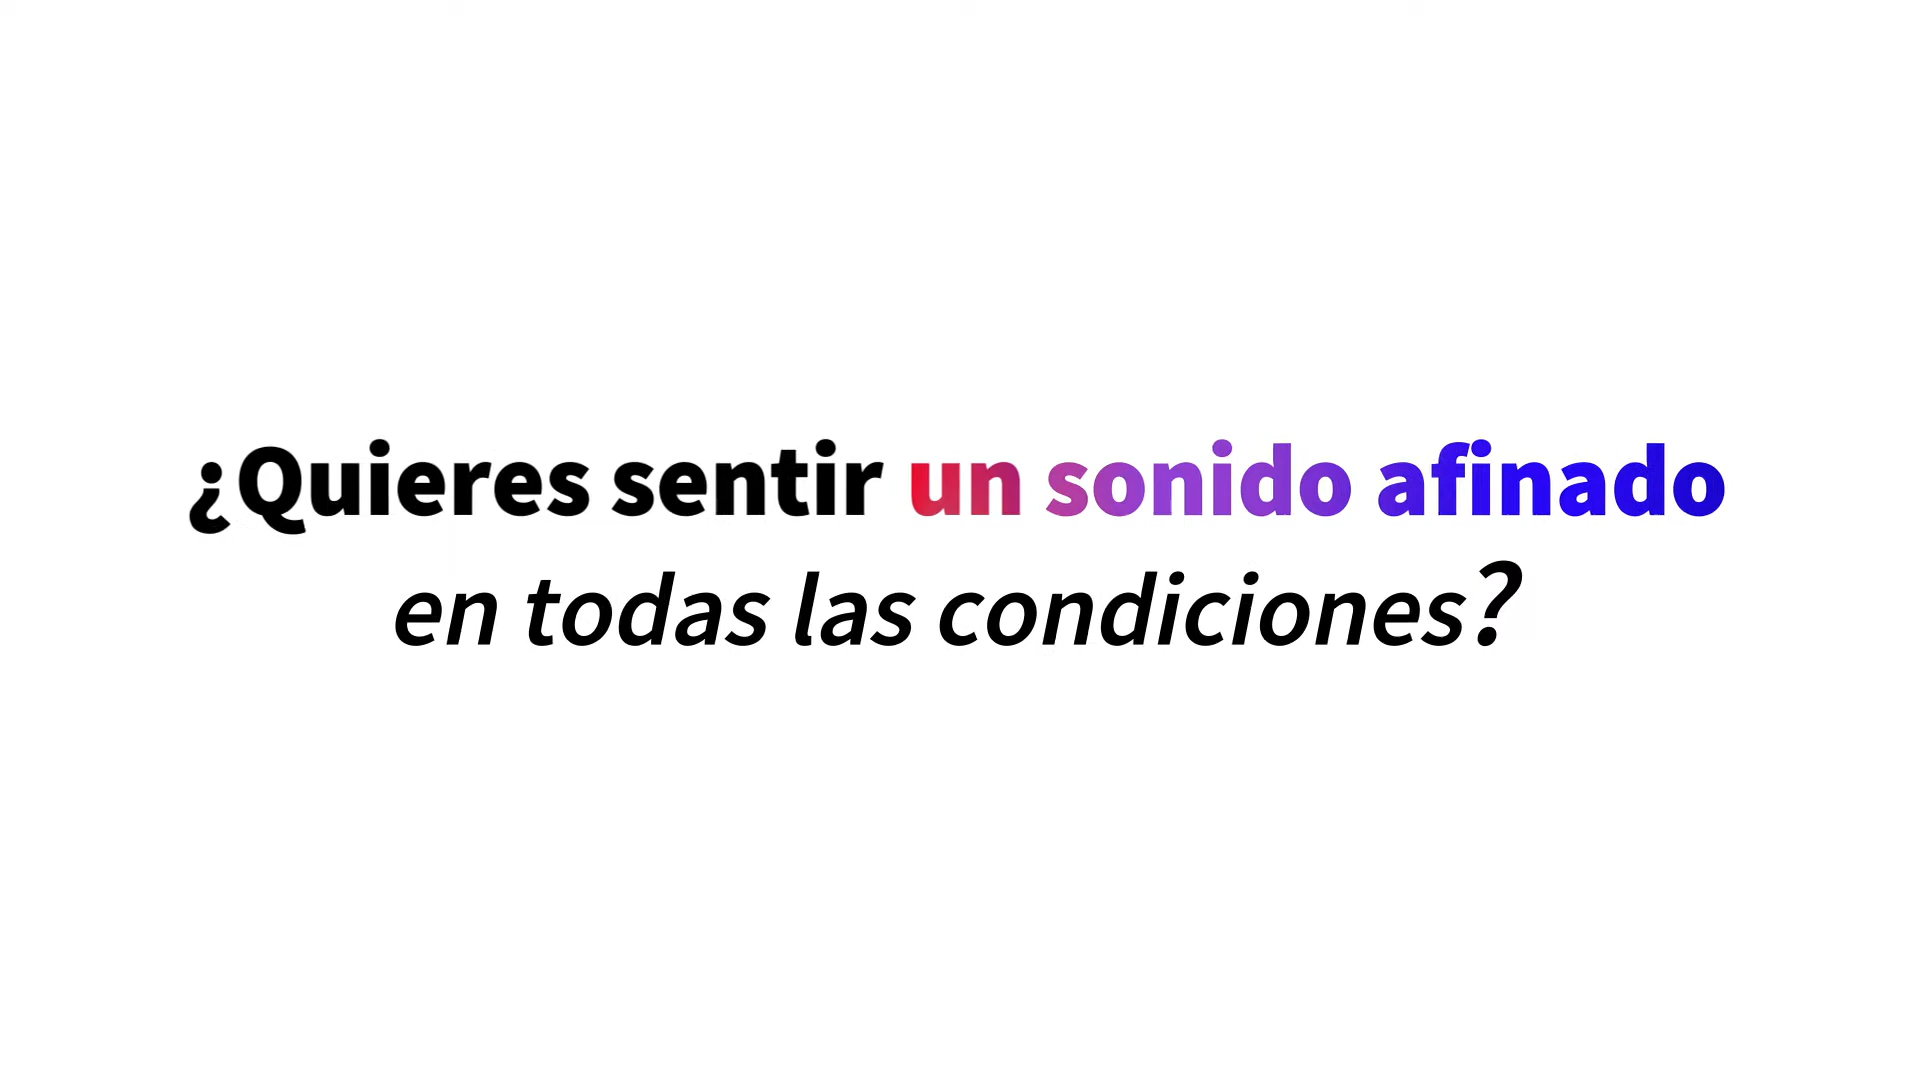 ¿Quieres sentir un sonido afinado
en todas las condiciones?